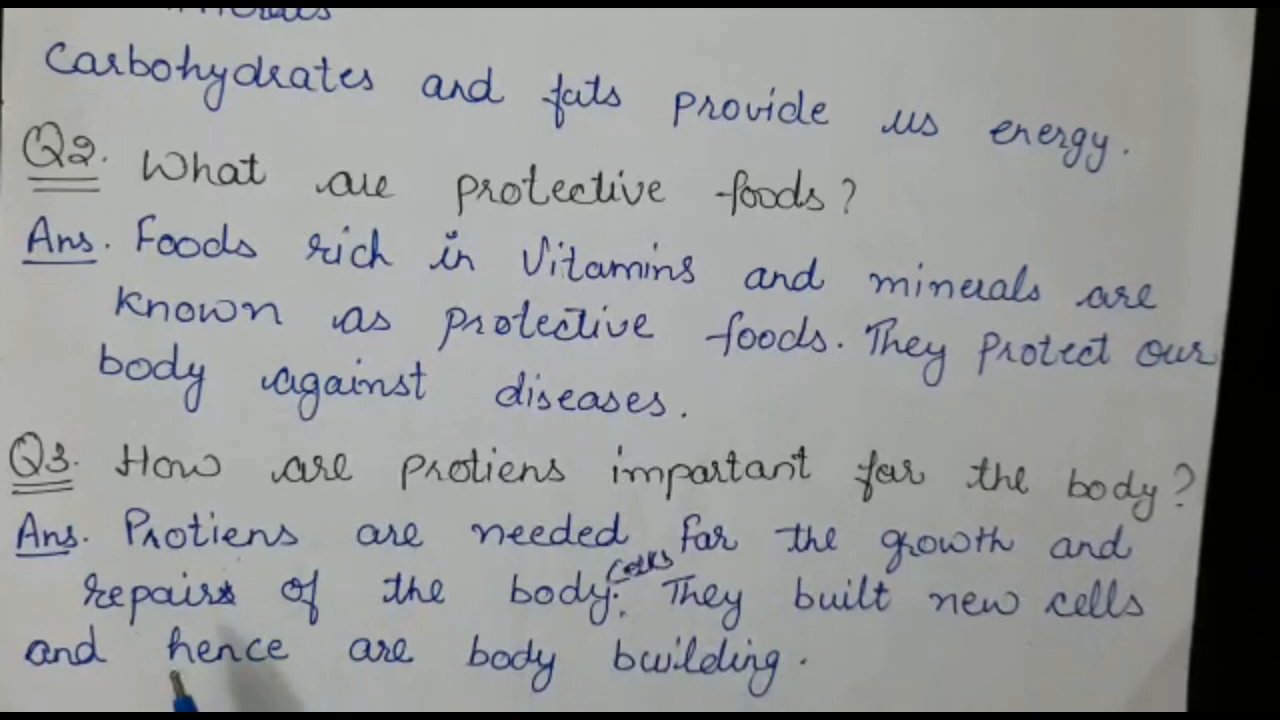 Carbohydrates and fats provide us energy.
Q2. What are protective foods?
Ans. Foods rich in Vitamins and minerals are
known as protective foods. They protect our
body against diseases.
Q3. How are protiens important for the body?
Ans. Protiens are needed for the growth and
repairs of the body cells. They built new cells
and hence are body building.